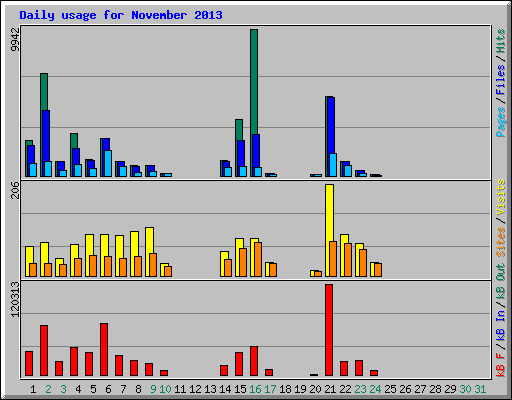 Daily usage for November 2013
9942
Pages / Files / Hits
206
Sites / Visits
120313
kB F / kB In / kB Out
1 2 3 4 5 6 7 8 9 10 11 12 13 14 15 16 17 18 19 20 21 22 23 24 25 26 27 28 29 30 31